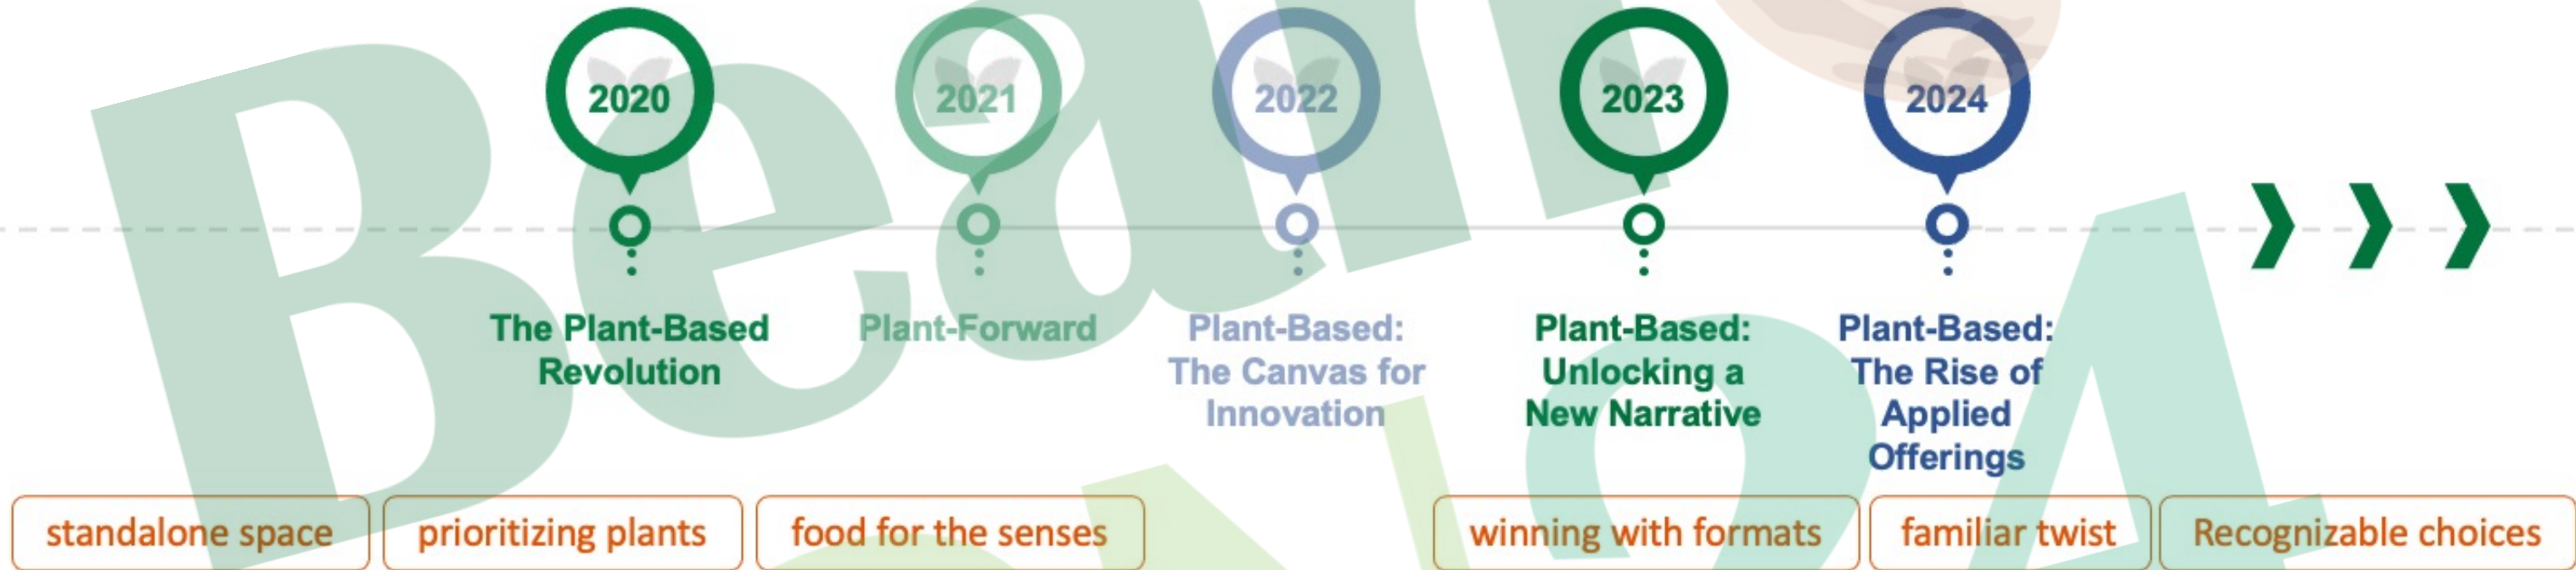 2020
2021
2022
2023
2024
The Plant-Based
Revolution
Plant-Forward
Plant-Based:
The Canvas for
Innovation
Plant-Based:
Unlocking a
New Narrative
Plant-Based:
The Rise of
Applied
Offerings
standalone space
prioritizing plants
food for the senses
winning with formats
familiar twist
Recognizable choices
Bean